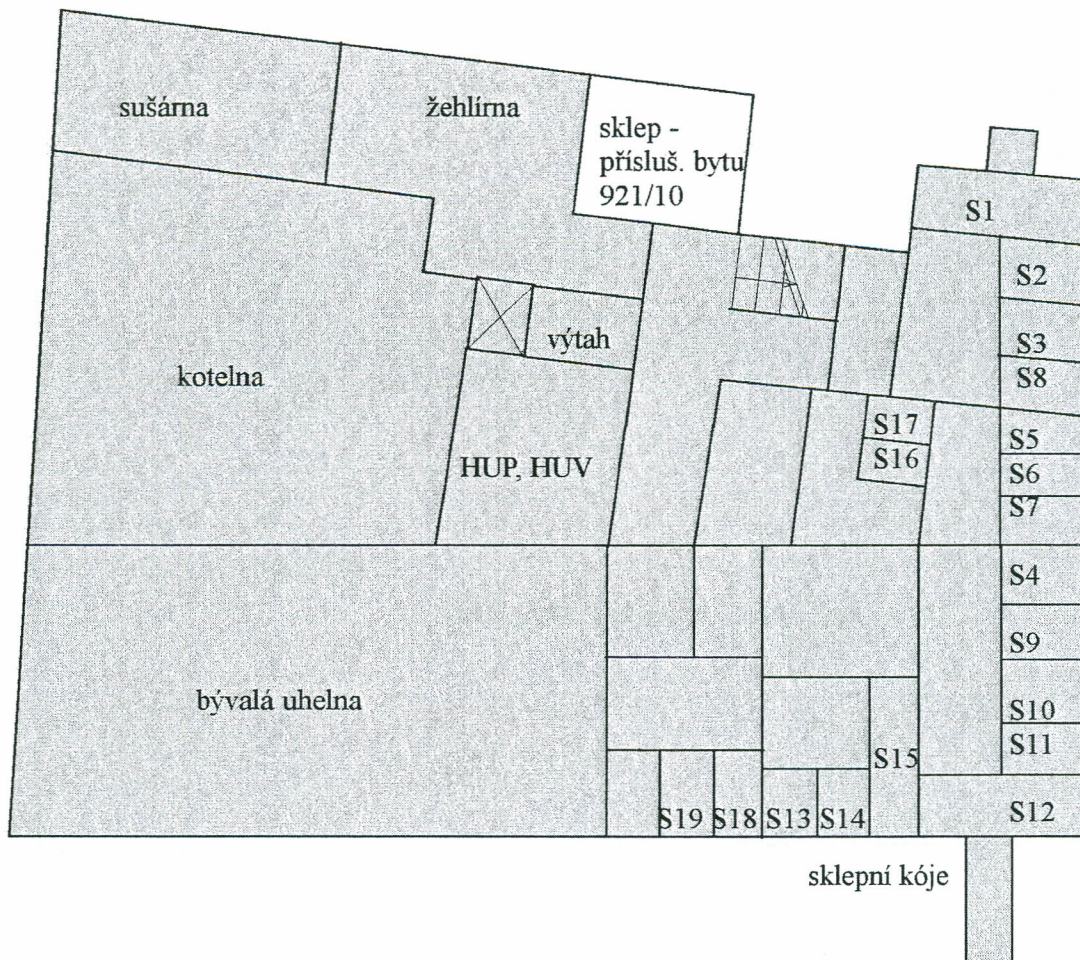 sušárna
žehlírna
sklep -
přísluš. bytu
921/10
S1
S2
S3
S8
výtah
kotelna
S17
S16
S5
S6
S7
HUP, HUV
S4
S9
S10
S11
bývalá uhelna
S15
S19
S18
S13
S14
S12
sklepní kóje